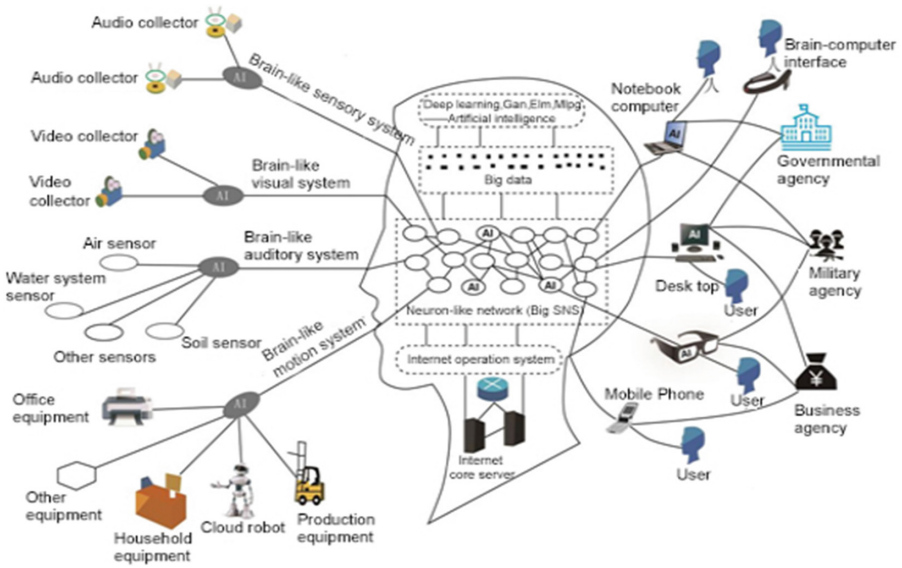 Audio collector
Audio collector
AI
Brain-like sensory system
Video collector
Video
collector
AI
Brain-like
visual system
Air sensor
Water system
sensor
Other sensors
Soil sensor
AI
Brain-like
auditory system
Brain-like
motion system
Office
equipment
AI
Other
equipment
Household
equipment
Cloud robot
Production
equipment
"Deep learning,Gan,Elm,Mlpg
——Artificial intelligence
Big data
AI
AI
AI
Neuron-like network (Big SNS)
Internet operation system
Internet
core server
Notebook
computer
AI
Brain-computer
interface
Governmental
agency
AI
Desk top
User
Military
agency
AI
User
Mobile Phone
User
¥
Business
agency